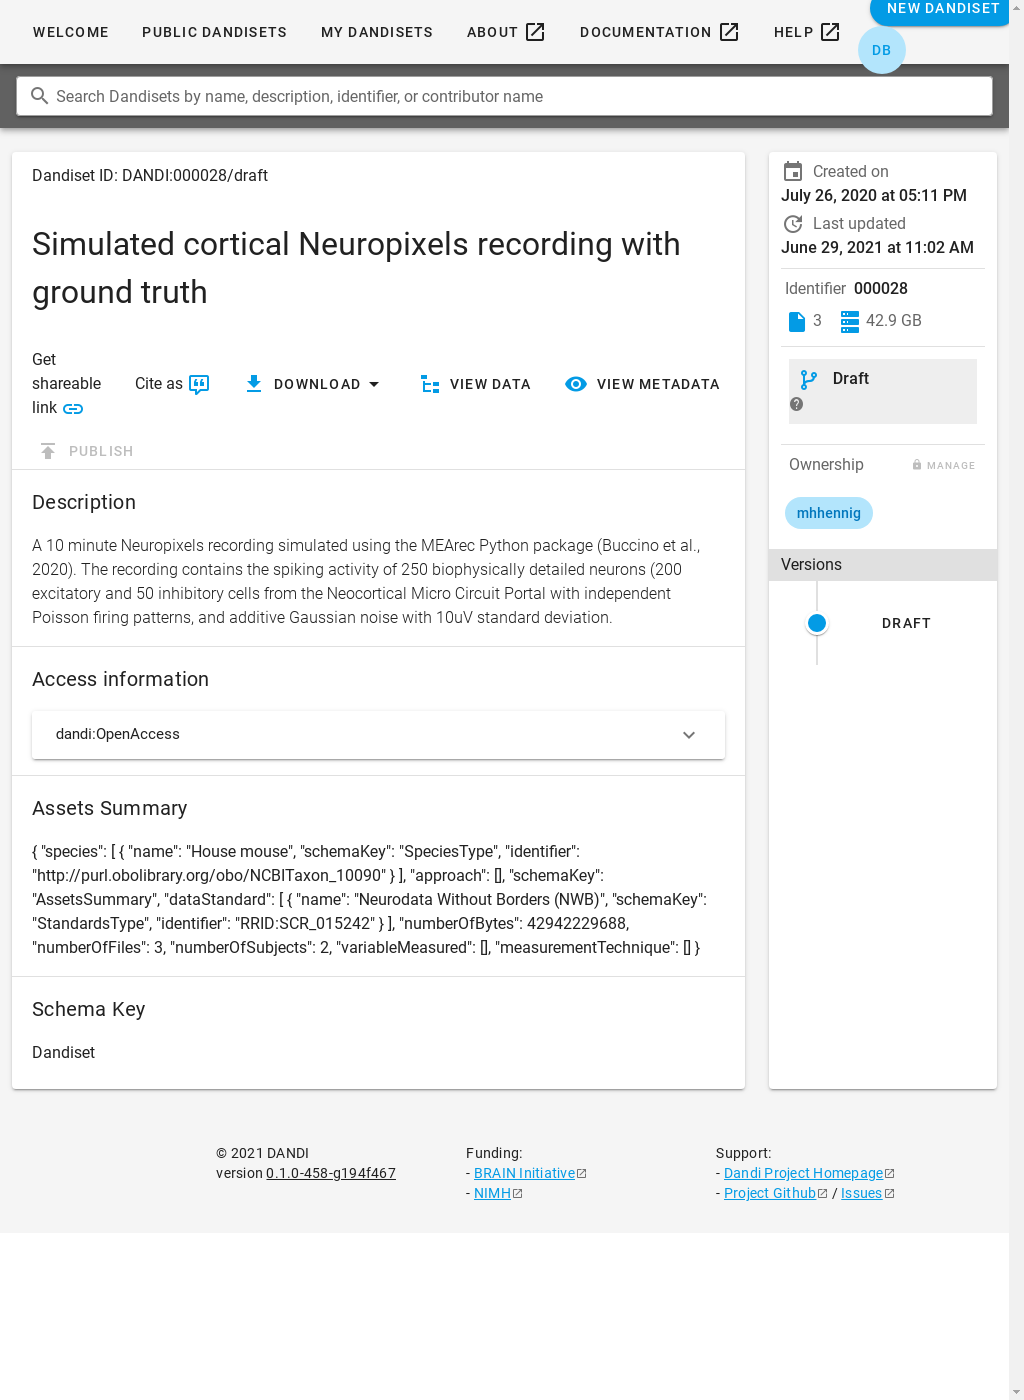 WELCOME PUBLIC DANDISETS MY DANDISETS ABOUT DOCUMENTATION HELP NEW DANDISET
DB
Search Dandisets by name, description, identifier, or contributor name
Dandiset ID: DANDI:000028/draft
Simulated cortical Neuropixels recording with
ground truth
Get
shareable
link
Cite as
DOWNLOAD
VIEW DATA
VIEW METADATA
PUBLISH
Description
A 10 minute Neuropixels recording simulated using the MEArec Python package (Buccino et al.,
2020). The recording contains the spiking activity of 250 biophysically detailed neurons (200
excitatory and 50 inhibitory cells from the Neocortical Micro Circuit Portal with independent
Poisson firing patterns, and additive Gaussian noise with 10uV standard deviation.
Access information
dandi:OpenAccess
Assets Summary
{ "species": [ { "name": "House mouse", "schemaKey": "SpeciesType", "identifier":
"http://purl.obolibrary.org/obo/NCBITaxon_10090" } ], "approach": [], "schemaKey":
"AssetsSummary", "dataStandard": [ { "name": "Neurodata Without Borders (NWB)", "schemaKey":
"StandardsType", "identifier": "RRID:SCR_015242" } ], "numberOfBytes": 42942229688,
"numberOfFiles": 3, "numberOfSubjects": 2, "variableMeasured": [], "measurementTechnique": [] }
Schema Key
Dandiset
Created on
July 26, 2020 at 05:11 PM
Last updated
June 29, 2021 at 11:02 AM
Identifier 000028
3 42.9 GB
Draft
Ownership MANAGE
mhhennig
Versions
DRAFT
© 2021 DANDI
version 0.1.0-458-g194f467
Funding:
- BRAIN Initiative
- NIMH
Support:
- Dandi Project Homepage
- Project Github / Issues